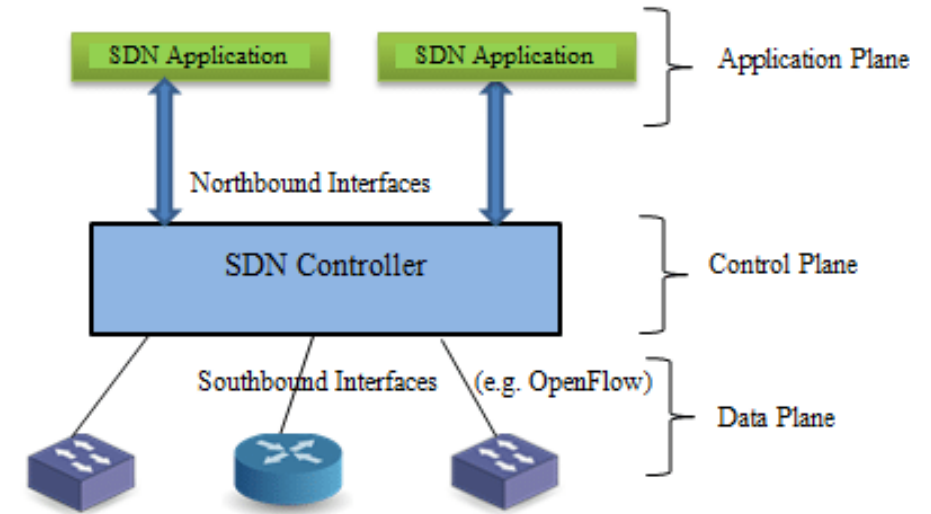 SDN Application
SDN Application
Application Plane
Northbound Interfaces
SDN Controller
Control Plane
Southbound Interfaces (e.g. OpenFlow)
Data Plane